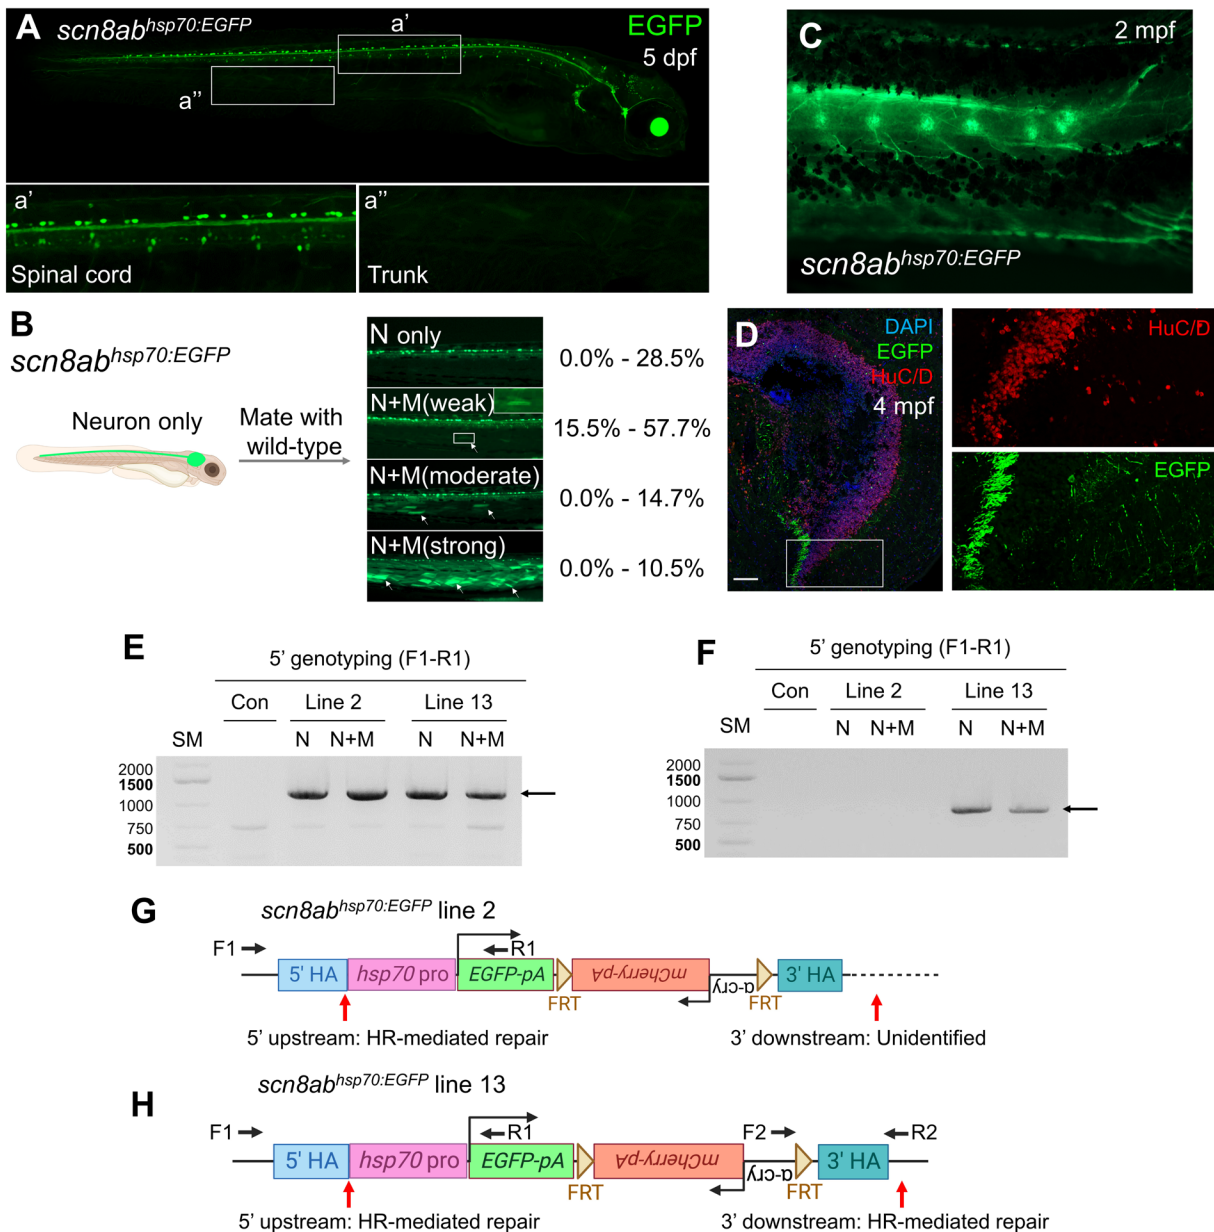 A
scn8ab^hsp70:EGFP
a'
EGFP
5 dpf
a''
a'
Spinal cord
a''
Trunk
C
2 mpf
scn8ab^hsp70:EGFP
B
scn8ab^hsp70:EGFP
Neuron only
Mate with
wild-type
N only
0.0% - 28.5%
N+M(weak)
15.5% - 57.7%
N+M(moderate)
0.0% - 14.7%
N+M(strong)
0.0% - 10.5%
D
DAPI
EGFP
HuC/D
4 mpf
HuC/D
EGFP
E
5' genotyping (F1-R1)
Con Line 2 Line 13
SM N N+M N N+M
2000
1500
1000
750
500
F
5' genotyping (F1-R1)
Con Line 2 Line 13
SM N N+M N N+M
2000
1500
1000
750
500
G
scn8ab^hsp70:EGFP line 2
F1 R1
5' HA hsp70 pro EGFP-pA mCherry-pA α-cry 3' HA
FRT FRT
5' upstream: HR-mediated repair 3' downstream: Unidentified
H
scn8ab^hsp70:EGFP line 13
F1 R1 F2 R2
5' HA hsp70 pro EGFP-pA mCherry-pA α-cry 3' HA
FRT FRT
5' upstream: HR-mediated repair 3' downstream: HR-mediated repair